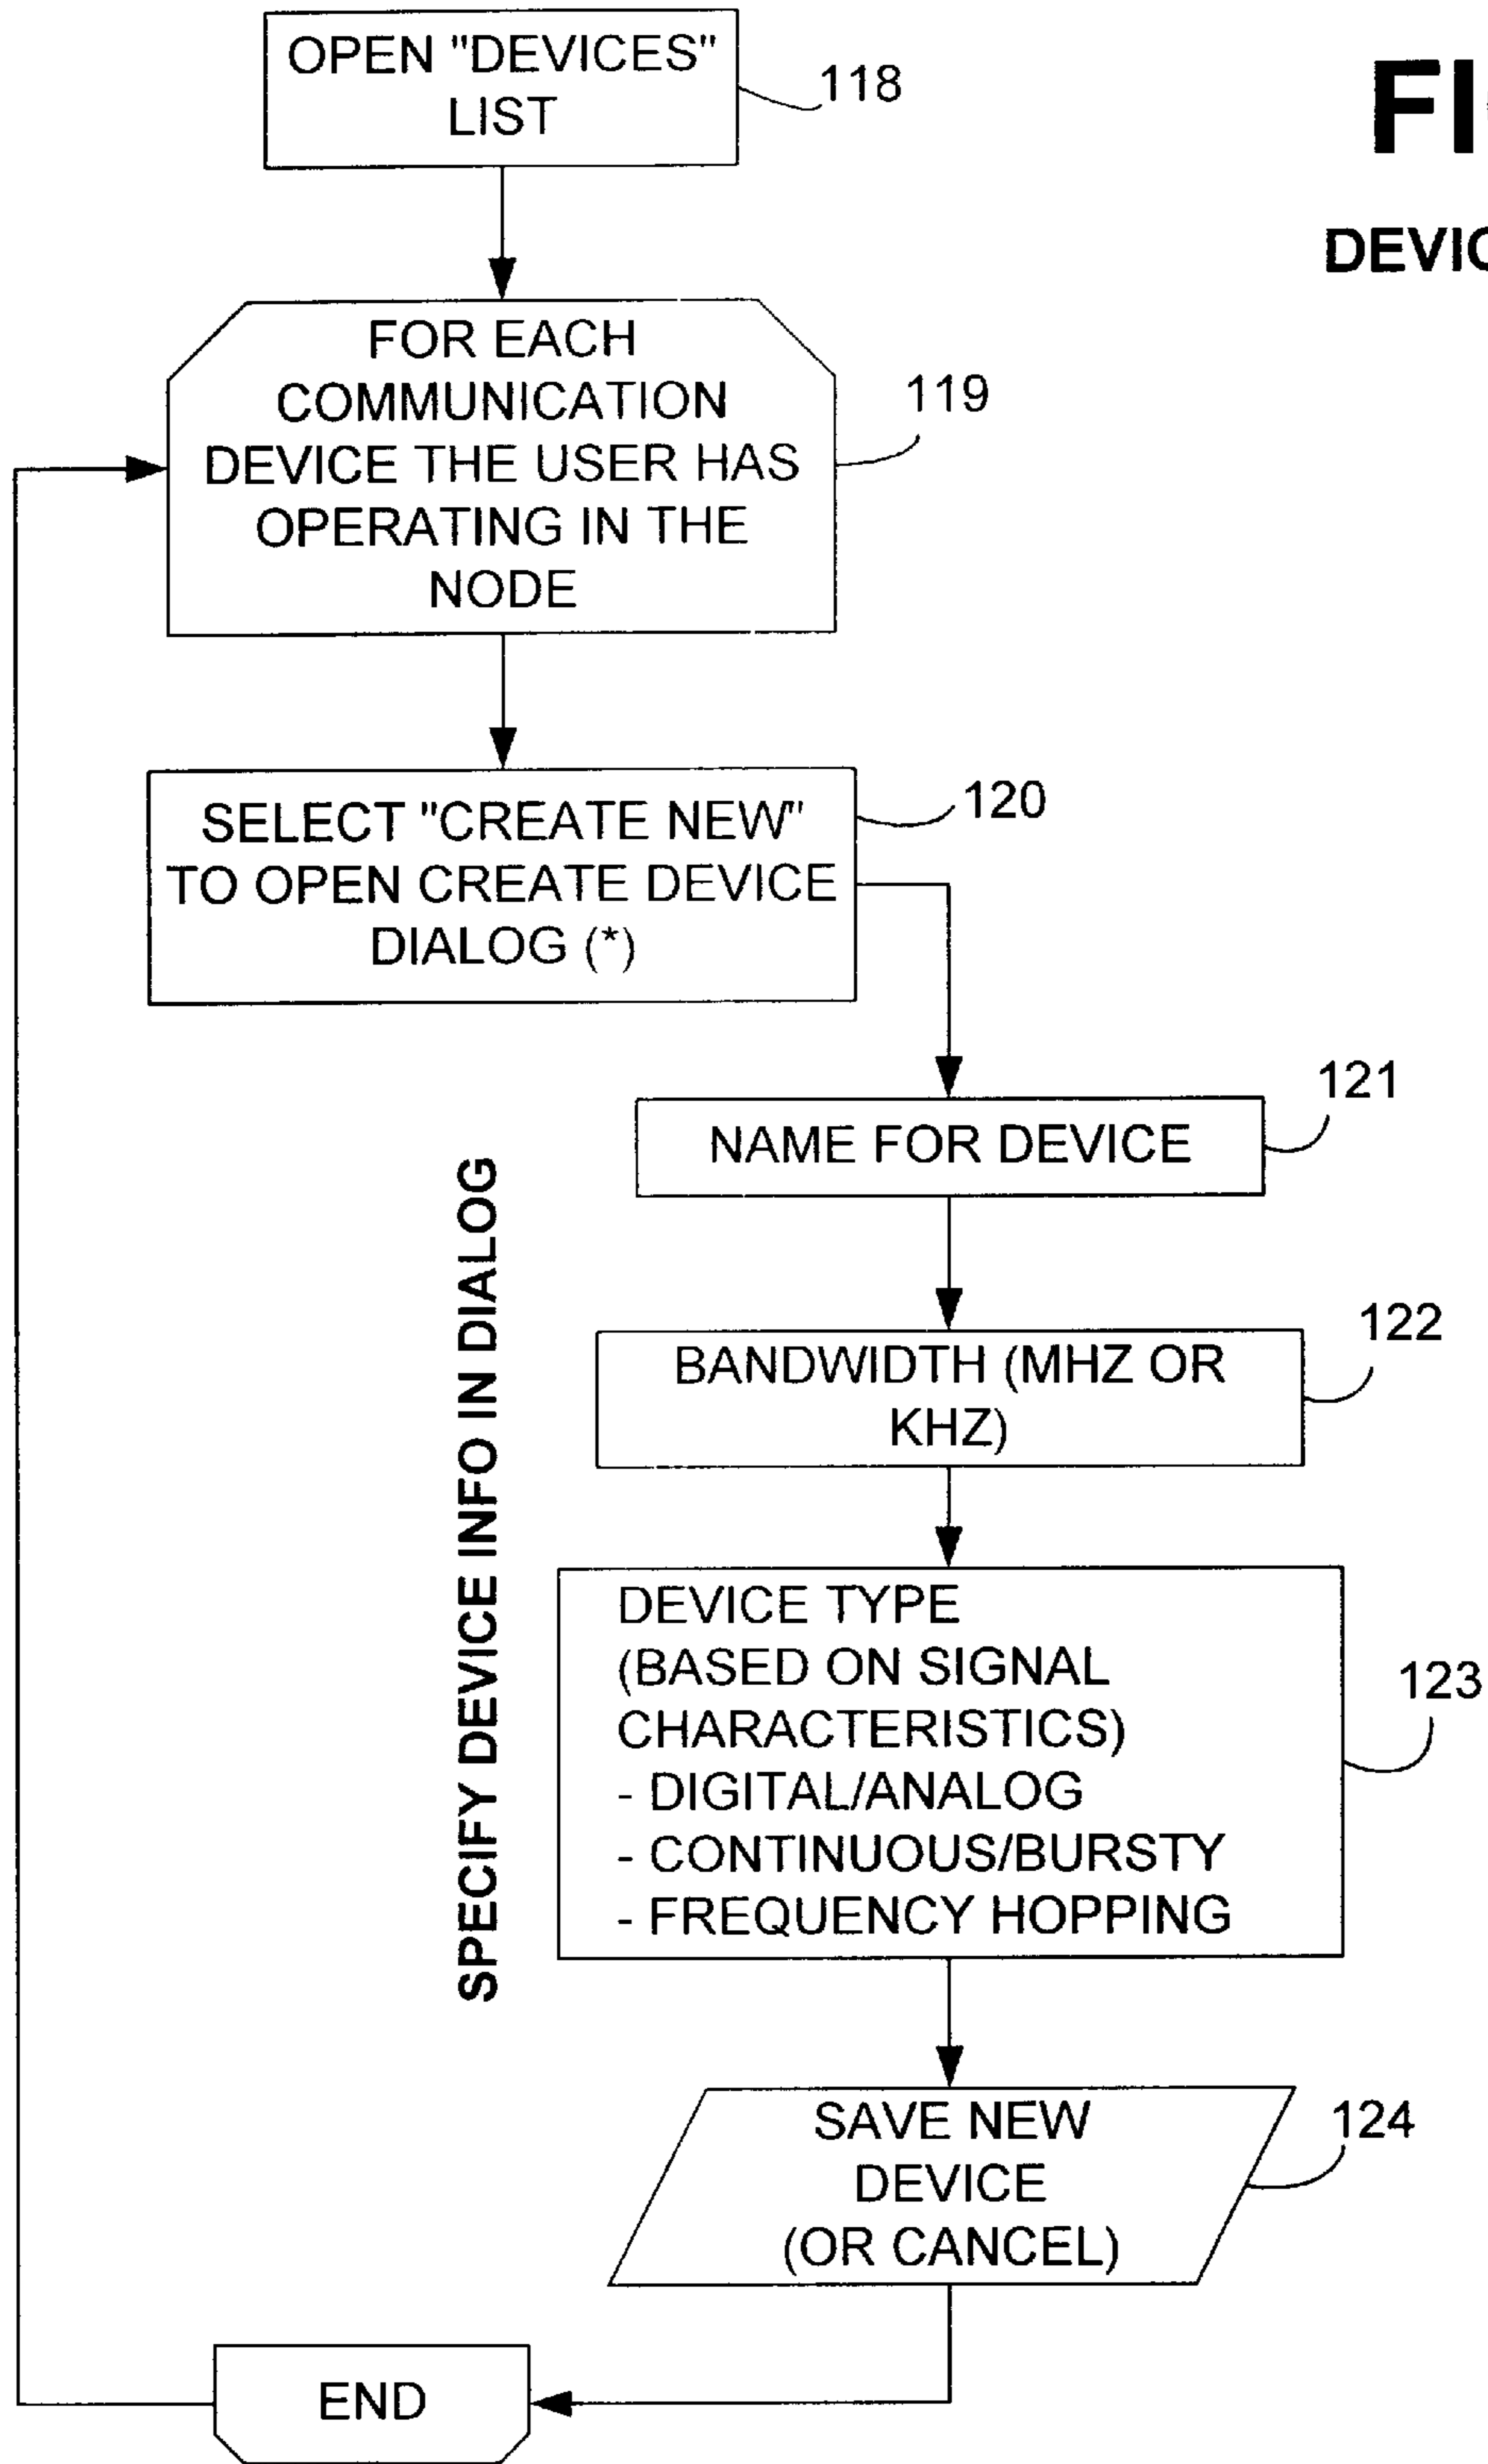 OPEN "DEVICES"
LIST
118
FOR EACH
COMMUNICATION
DEVICE THE USER HAS
OPERATING IN THE
NODE
119
SELECT "CREATE NEW"
TO OPEN CREATE DEVICE
DIALOG (*)
120
SPECIFY DEVICE INFO IN DIALOG
NAME FOR DEVICE
121
BANDWIDTH (MHZ OR
KHZ)
122
DEVICE TYPE
(BASED ON SIGNAL
CHARACTERISTICS)
- DIGITAL/ANALOG
- CONTINUOUS/BURSTY
- FREQUENCY HOPPING
123
SAVE NEW
DEVICE
(OR CANCEL)
124
END